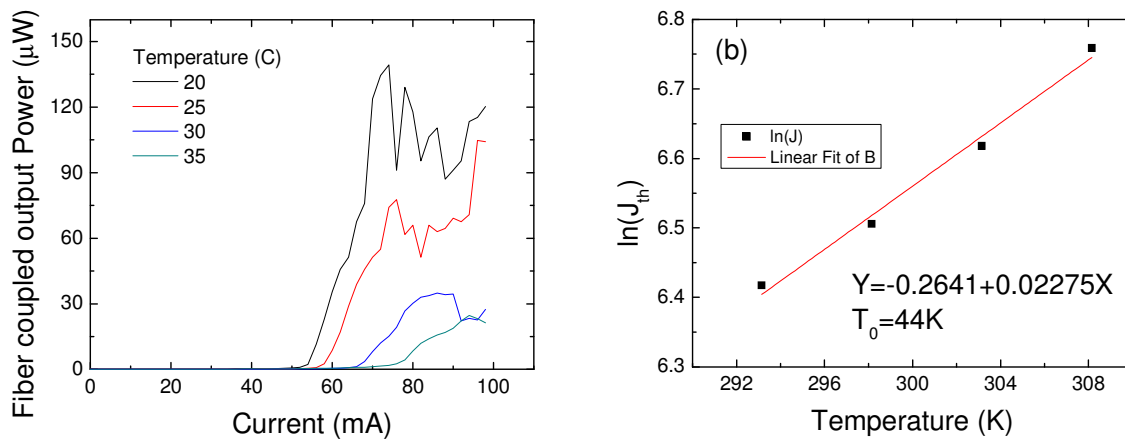 Fiber coupled output Power (μW)
150
120
90
60
30
0
Temperature (C)
20
25
30
35
0
20
40
60
80
100
Current (mA)
(b)
ln(J_th)
6.7
6.6
6.5
6.4
6.3
ln(J)
Linear Fit of B
Y=-0.2641+0.02275X
T_0=44K
292
296
300
304
308
Temperature (K)